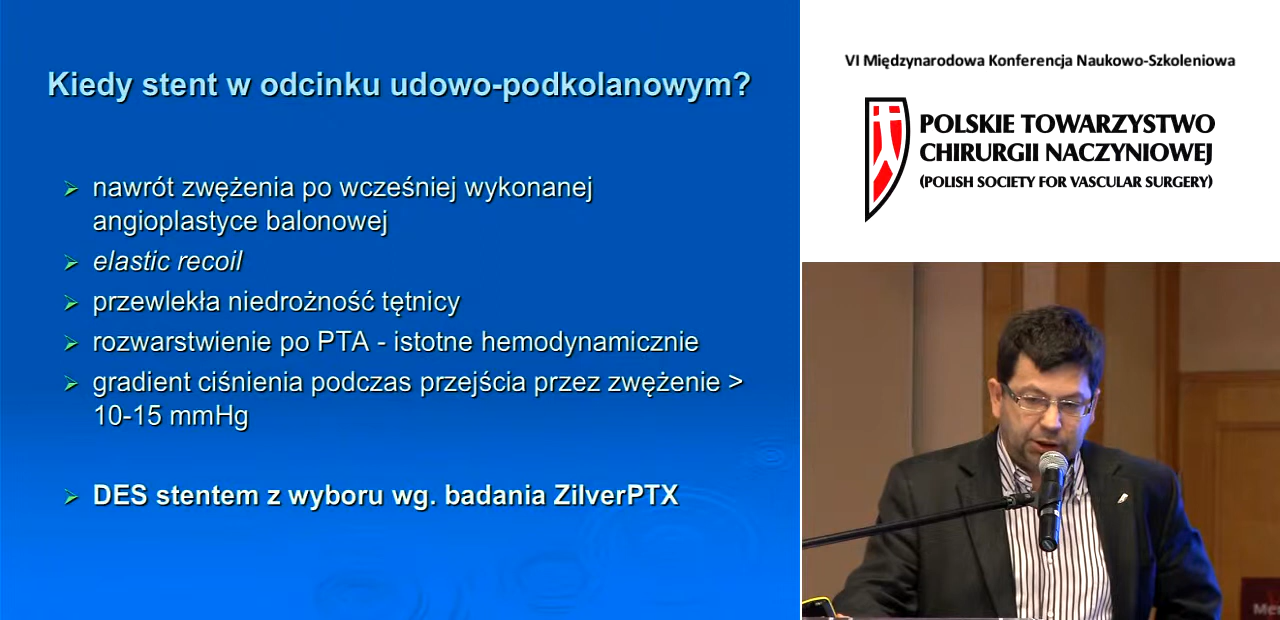 Kiedy stent w odcinku udowo-podkolanowym?
nawrót zwężenia po wcześniej wykonanej
angioplastyce balonowej
elastic recoil
przewlekła niedrożność tętnicy
rozwarstwienie po PTA - istotne hemodynamicznie
gradient ciśnienia podczas przejścia przez zwężenie >
10-15 mmHg
DES stentem z wyboru wg. badania ZilverPTX
VI Międzynarodowa Konferencja Naukowo-Szkoleniowa
POLSKIE TOWARZYSTWO
CHIRURGII NACZYNIOWEJ
(POLISH SOCIETY FOR VASCULAR SURGERY)